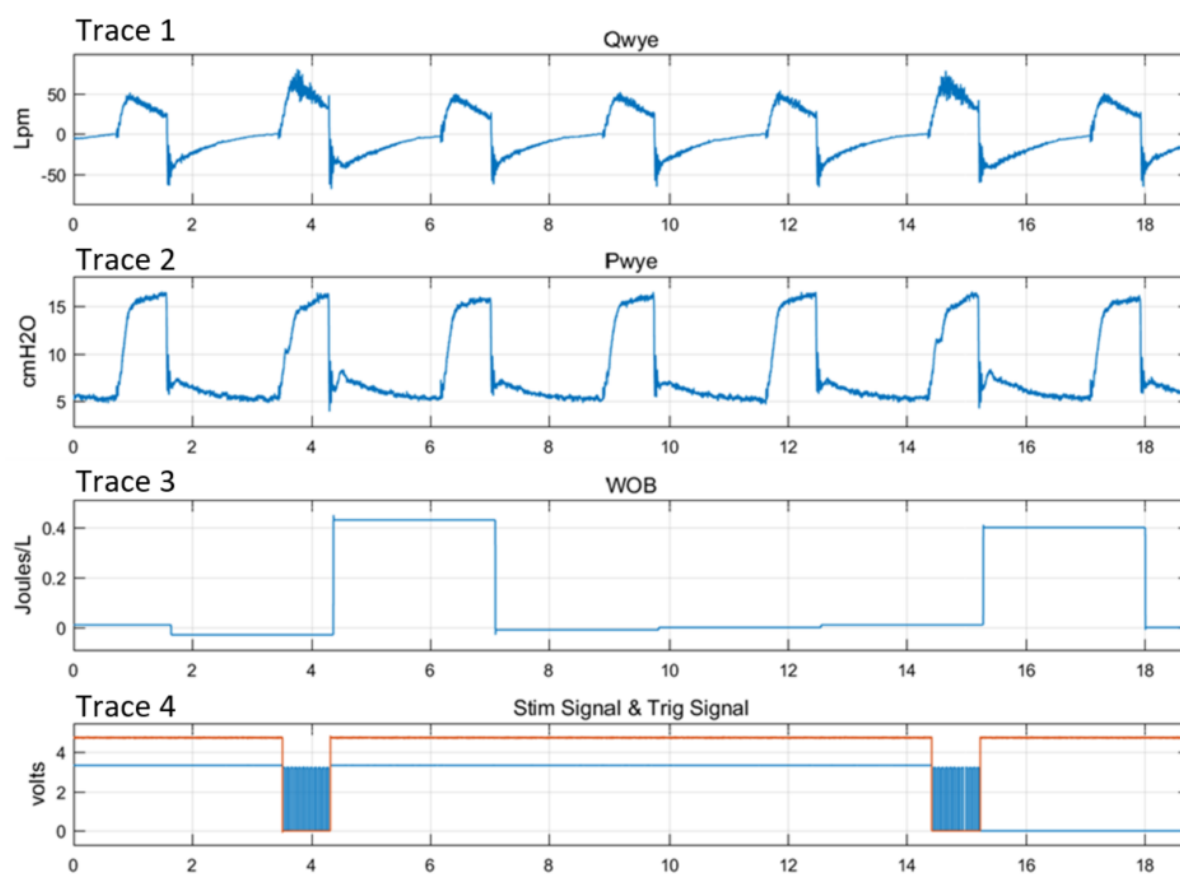 Trace 1
Qwye
Lpm
50
0
-50
0 2 4 6 8 10 12 14 16 18
Trace 2
Pwye
cmH2O
15
10
5
0 2 4 6 8 10 12 14 16 18
Trace 3
WOB
Joules/L
0.4
0.2
0
0 2 4 6 8 10 12 14 16 18
Trace 4
Stim Signal & Trig Signal
volts
4
2
0
0 2 4 6 8 10 12 14 16 18